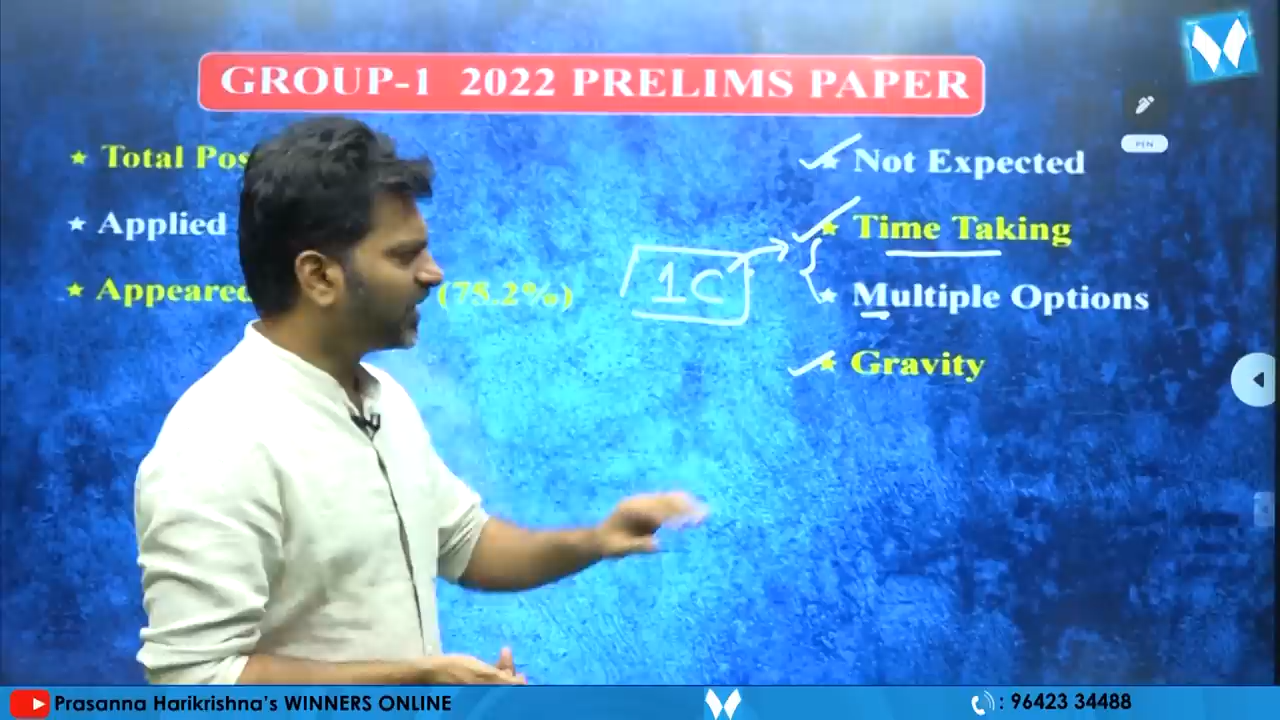 GROUP-1 2022 PRELIMS PAPER
PEN
★ Total
★ Applied
★ Appeared (75.2%)
1C
★ Not Expected
★ Time Taking
★ Multiple Options
★ Gravity
Prasanna Harikrishna's WINNERS ONLINE
: 96423 34488